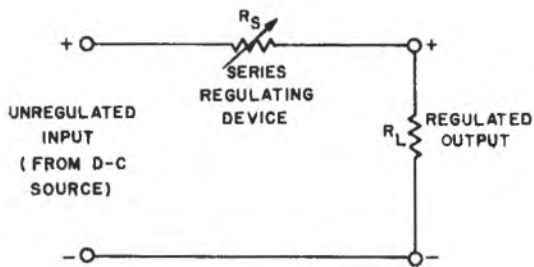 R_S
+
+
SERIES
REGULATING
DEVICE
UNREGULATED
INPUT
(FROM D-C
SOURCE)
R_L
REGULATED
OUTPUT
−
−